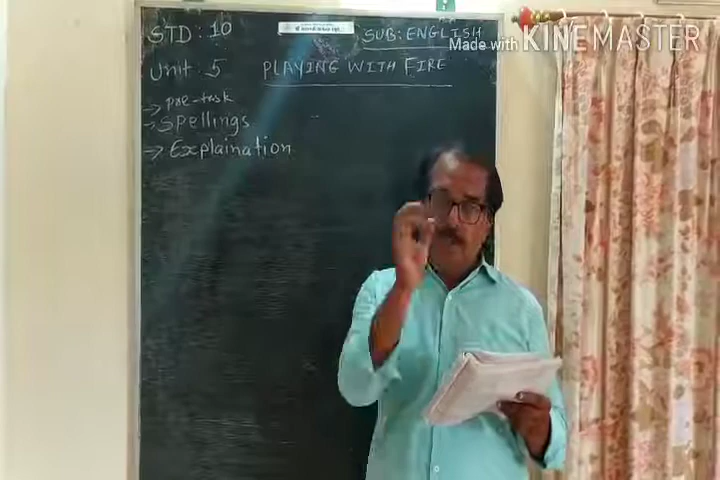 STD: 10
SUB: ENGLISH
Made with KINEMASTER
Unit. 5
PLAYING WITH FIRE
→ Pre-task
→ Spellings
→ Explaination